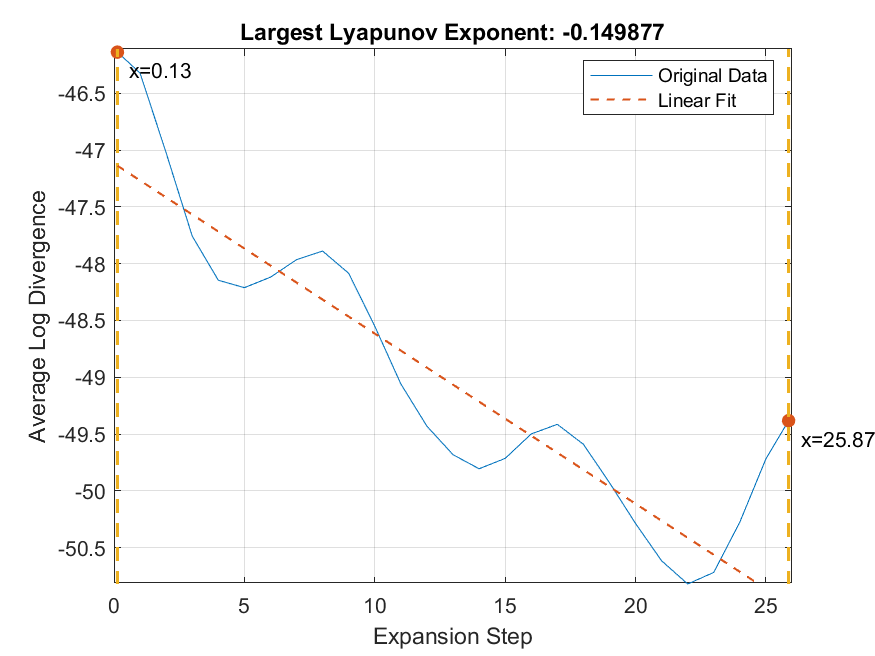 Largest Lyapunov Exponent: -0.149877
x=0.13
Original Data
Linear Fit
-46.5
-47
-47.5
-48
-48.5
-49
-49.5
-50
-50.5
Average Log Divergence
x=25.87
0 5 10 15 20 25
Expansion Step